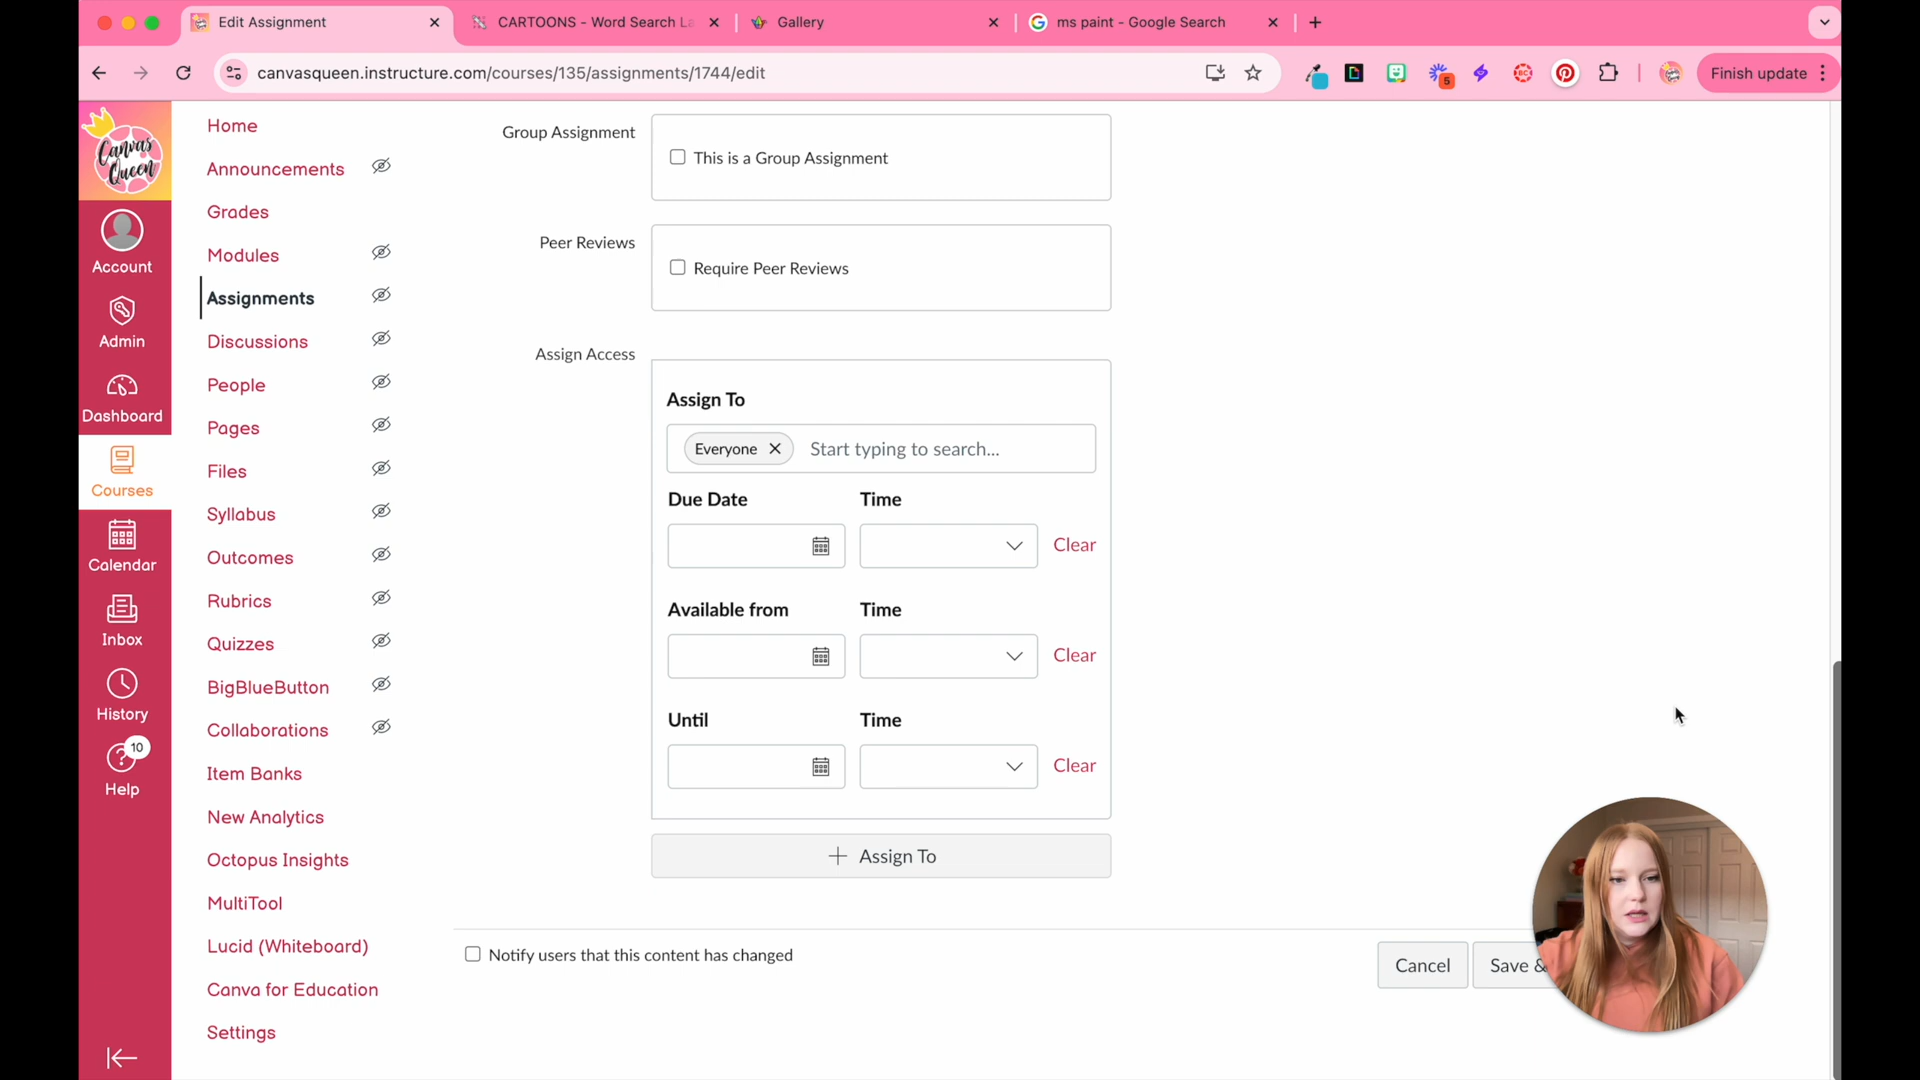 Edit Assignment
CARTOONS - Word Search La
Gallery
ms paint - Google Search
canvasqueen.instructure.com/courses/135/assignments/1744/edit
5
Finish update
Canvas
Queen
Account
Admin
Dashboard
Courses
Calendar
Inbox
History
10
Help
Home
Announcements
Grades
Modules
Assignments
Discussions
People
Pages
Files
Syllabus
Outcomes
Rubrics
Quizzes
BigBlueButton
Collaborations
Item Banks
New Analytics
Octopus Insights
MultiTool
Lucid (Whiteboard)
Canva for Education
Settings
Group Assignment
This is a Group Assignment
Peer Reviews
Require Peer Reviews
Assign Access
Assign To
Everyone Start typing to search...
Due Date Time
Clear
Available from Time
Clear
Until Time
Clear
Assign To
Notify users that this content has changed
Cancel
Save &